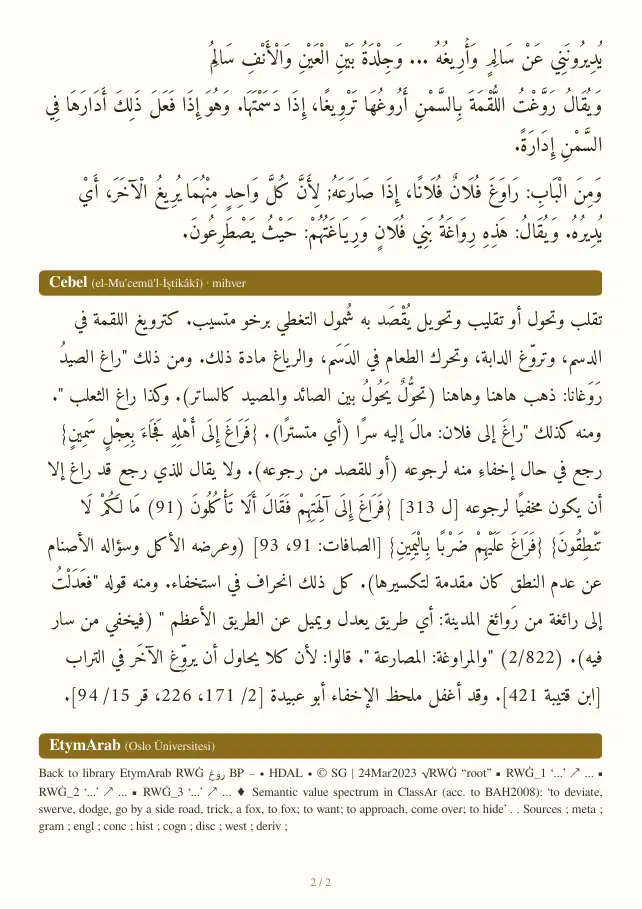 يُدِيرُونَنِي عَنْ سَالِمٍ وَأُرِيغُهُ ... وَجِلْدَةُ بَيْنِ الْعَيْنِ وَالْأَنْفِ سَالِمُ
وَيُقَالُ رَوَّغْتُ اللُّقْمَةَ بِالسَّمْنِ أُرَوِّغُهَا تَرْوِيغًا، إِذَا دَسَمْتَهَا. وَهُوَ إِذَا فَعَلَ ذَلِكَ أَدَارَهَا فِي
السَّمْنِ إِدَارَةً.
وَمِنَ الْبَابِ: رَاوَغَ فُلَانٌ فُلَانًا، إِذَا صَارَعَهُ; لِأَنَّ كُلَّ وَاحِدٍ مِنْهُمَا يُرِيغُ الْآخَرَ، أَيْ
يُدِيرُهُ. وَيُقَالُ: هَذِهِ رِوَاغَةُ بَنِي فُلَانٍ وَرِيَاغَتُهُمْ: حَيْثُ يَصْطَرِعُونَ.
Cebel (el-Mu'cemü'l-İştikâkî) · mihver
تقلب وتحول أو تقليب وتحويل يُقْصَد به شُمول التغطي برخو متسيب. كترويغ اللقمة في
الدسم، وتروّغ الدابة، وتحرك الطعام في الدَسَم، والرياغ مادة ذلك. ومن ذلك "راغ الصيدُ
رَوَغانا: ذهب هاهنا وهاهنا (تحوُّلٌ يَحُولُ بين الصائد والمصيد كالساتر). وكذا راغ الثعلب ".
ومنه كذلك "راغَ إلى فلان: مالَ إليه سرًا (أي متسترًا). {فَرَاغَ إِلَى أَهْلِهِ فَجَاءَ بِعِجْلٍ سَمِينٍ}
رجع في حال إخفاءٍ منه لرجوعه (أو للقصد من رجوعه). ولا يقال للذي رجع قد راغ إلا
أن يكون مخفيًا لرجوعه [ل 313] {فَرَاغَ إِلَى آلِهَتِهِمْ فَقَالَ أَلَا تَأْكُلُونَ (91) مَا لَكُمْ لَا
تَنْطِقُونَ} {فَرَاغَ عَلَيْهِمْ ضَرْبًا بِالْيَمِينِ} [الصافات: 91، 93] (وعرضه الأكل وسؤاله الأصنام
عن عدم النطق كان مقدمة لتكسيرها). كل ذلك انحراف في استخفاء. ومنه قوله "فعَدَلْتُ
إلى رائغة من رَوائغ المدينة: أي طريق يعدل ويميل عن الطريق الأعظم " (فيخفي من سار
فيه). (2/822) "والمراوغة: المصارعة ". قالوا: لأن كلا يحاول أن يروّغ الآخَر في التراب
[ابن قتيبة 421]. وقد أغفل ملحظ الإخفاء أبو عبيدة [2/ 171، 226، قر 15/ 94].
EtymArab (Oslo Üniversitesi)
Back to library EtymArab RWĠ روغ BP – • HDAL • © SG | 24Mar2023 √RWĠ “root” ▪ RWĠ_1 ‘...’ ↗ ... ▪
RWĠ_2 ‘...’ ↗ ... ▪ RWĠ_3 ‘...’ ↗ ... ♦ Semantic value spectrum in ClassAr (acc. to BAH2008): ‘to deviate,
swerve, dodge, go by a side road, trick, a fox, to fox; to want; to approach, come over; to hide’ . . Sources ; meta ;
gram ; engl ; conc ; hist ; cogn ; disc ; west ; deriv ;
2 / 2